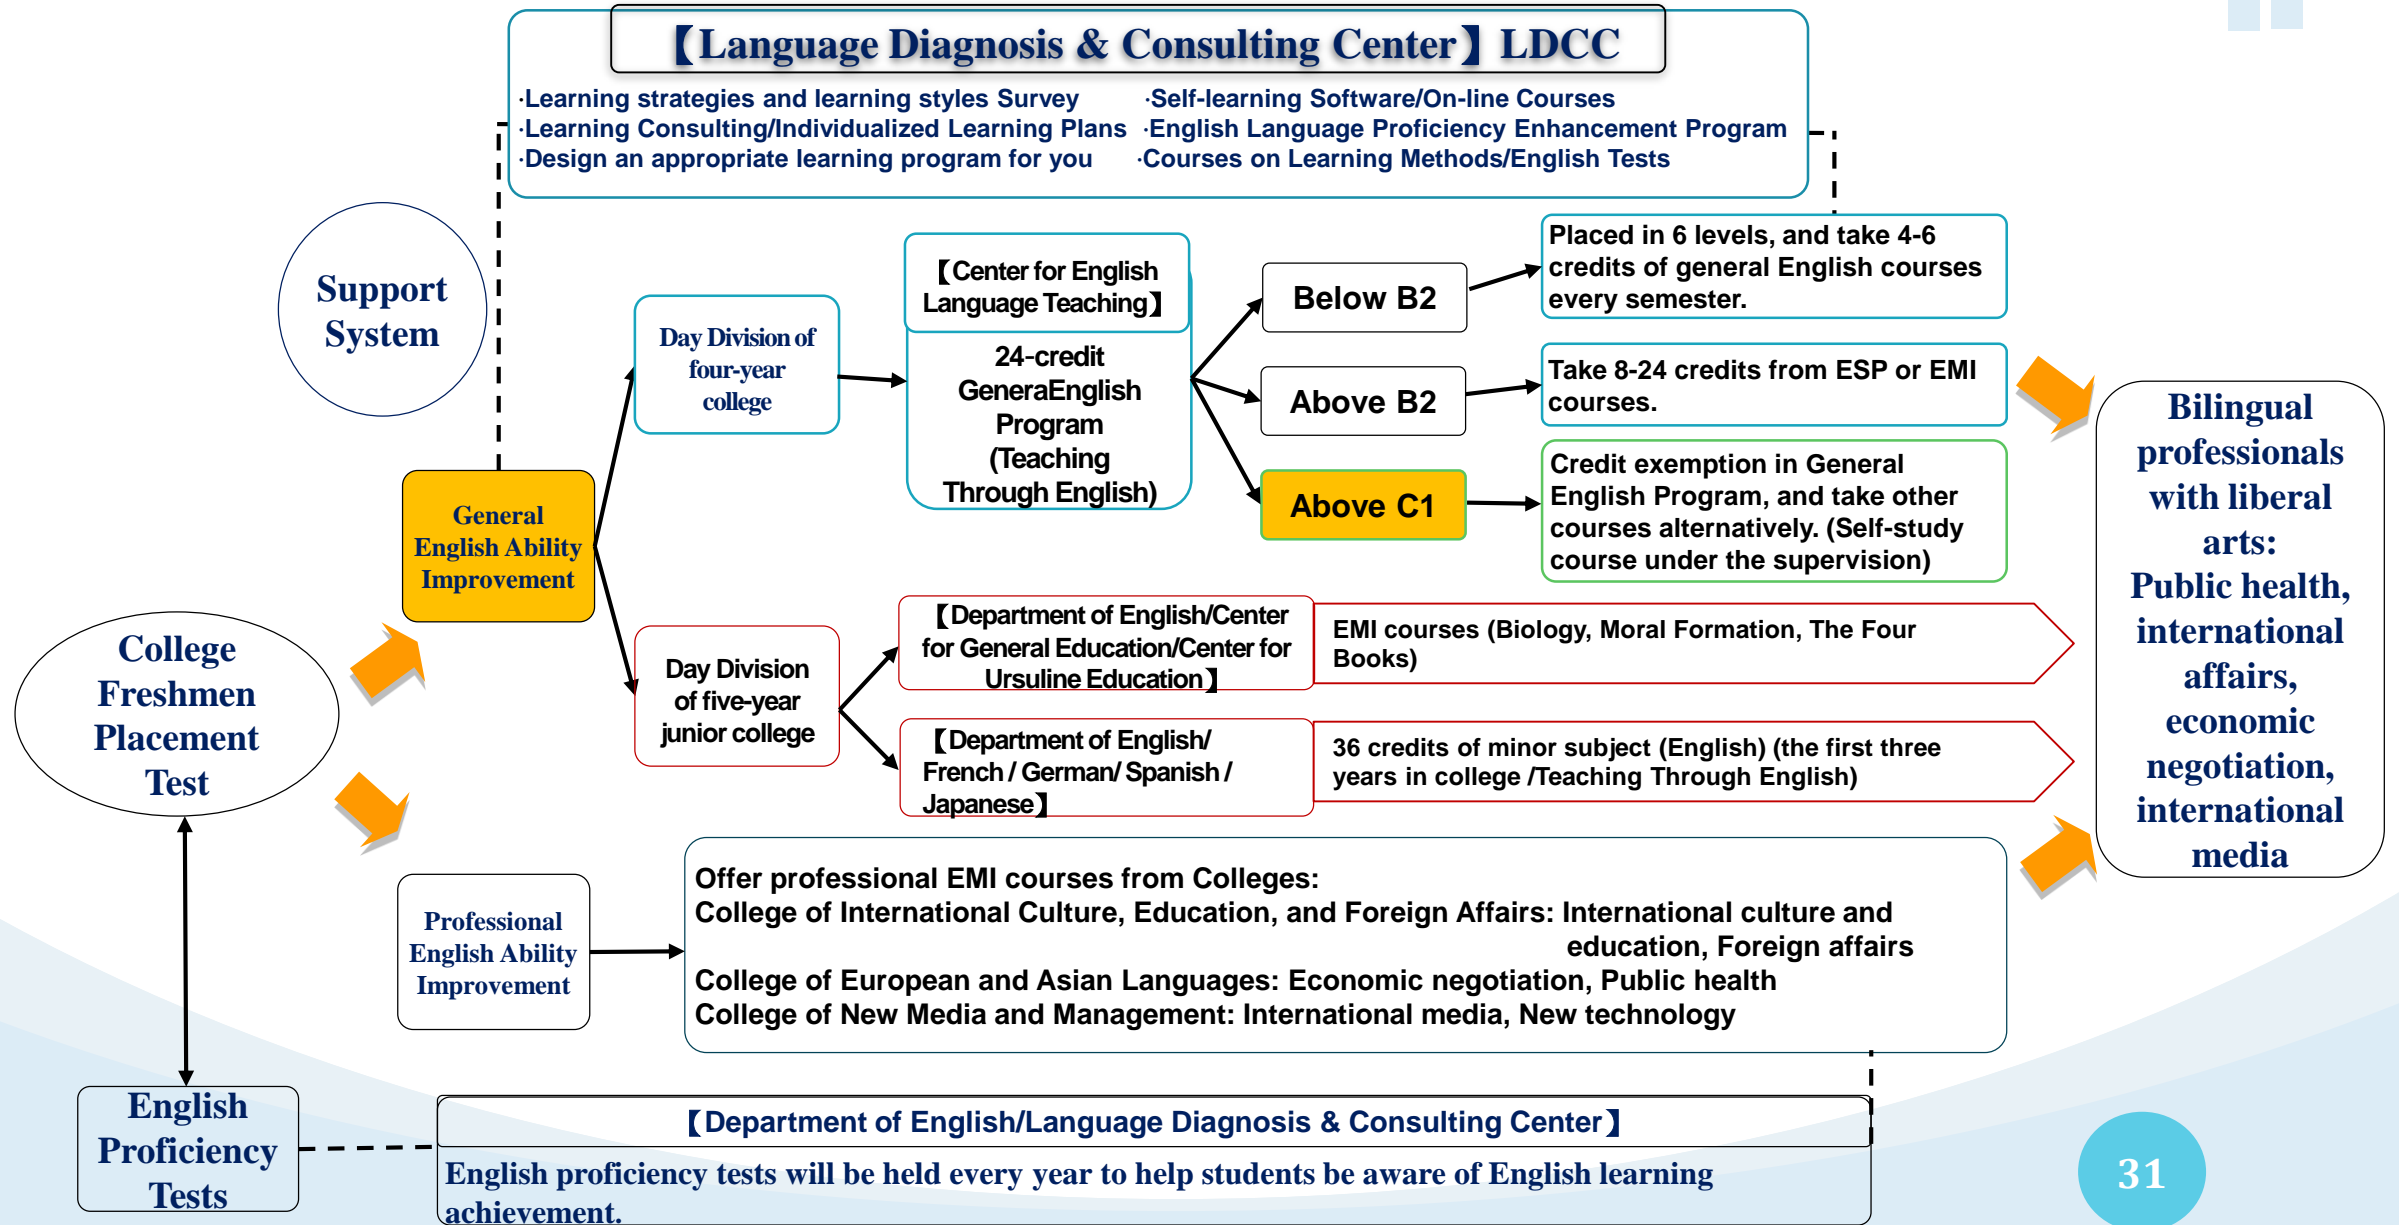 【Language Diagnosis & Consulting Center】LDCC
·Learning strategies and learning styles Survey
·Learning Consulting/Individualized Learning Plans
·Design an appropriate learning program for you
·Self-learning Software/On-line Courses
·English Language Proficiency Enhancement Program
·Courses on Learning Methods/English Tests
Support
System
College
Freshmen
Placement
Test
General
English Ability
Improvement
Day Division of
four-year
college
【Center for English
Language Teaching】
24-credit
GeneraEnglish
Program
(Teaching
Through English)
Below B2
Placed in 6 levels, and take 4-6
credits of general English courses
every semester.
Above B2
Take 8-24 credits from ESP or EMI
courses.
Above C1
Credit exemption in General
English Program, and take other
courses alternatively. (Self-study
course under the supervision)
Day Division
of five-year
junior college
【Department of English/Center
for General Education/Center for
Ursuline Education】
EMI courses (Biology, Moral Formation, The Four
Books)
【Department of English/
French / German/ Spanish /
Japanese】
36 credits of minor subject (English) (the first three
years in college /Teaching Through English)
Professional
English Ability
Improvement
Offer professional EMI courses from Colleges:
College of International Culture, Education, and Foreign Affairs: International culture and
education, Foreign affairs
College of European and Asian Languages: Economic negotiation, Public health
College of New Media and Management: International media, New technology
Bilingual
professionals
with liberal
arts:
Public health,
international
affairs,
economic
negotiation,
international
media
English
Proficiency
Tests
【Department of English/Language Diagnosis & Consulting Center】
English proficiency tests will be held every year to help students be aware of English learning
achievement.
31